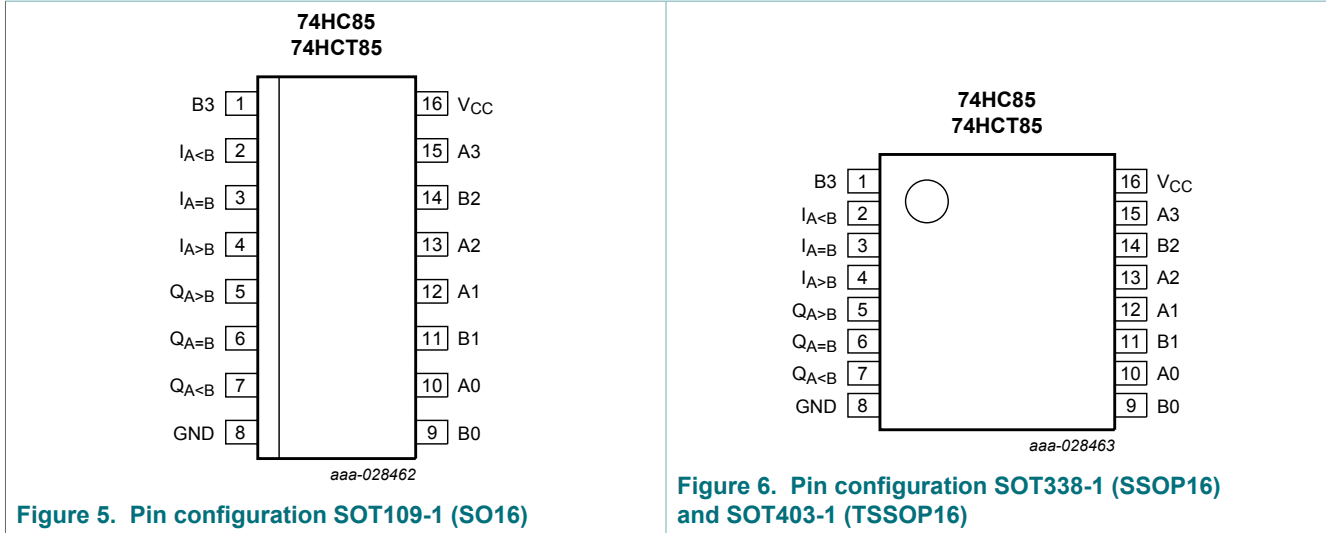 74HC85
74HCT85
B3 1 16 VCC
IA<B 2 15 A3
IA=B 3 14 B2
IA>B 4 13 A2
QA>B 5 12 A1
QA=B 6 11 B1
QA<B 7 10 A0
GND 8 9 B0
aaa-028462
Figure 5. Pin configuration SOT109-1 (SO16)
74HC85
74HCT85
B3 1 16 VCC
IA<B 2 15 A3
IA=B 3 14 B2
IA>B 4 13 A2
QA>B 5 12 A1
QA=B 6 11 B1
QA<B 7 10 A0
GND 8 9 B0
aaa-028463
Figure 6. Pin configuration SOT338-1 (SSOP16)
and SOT403-1 (TSSOP16)